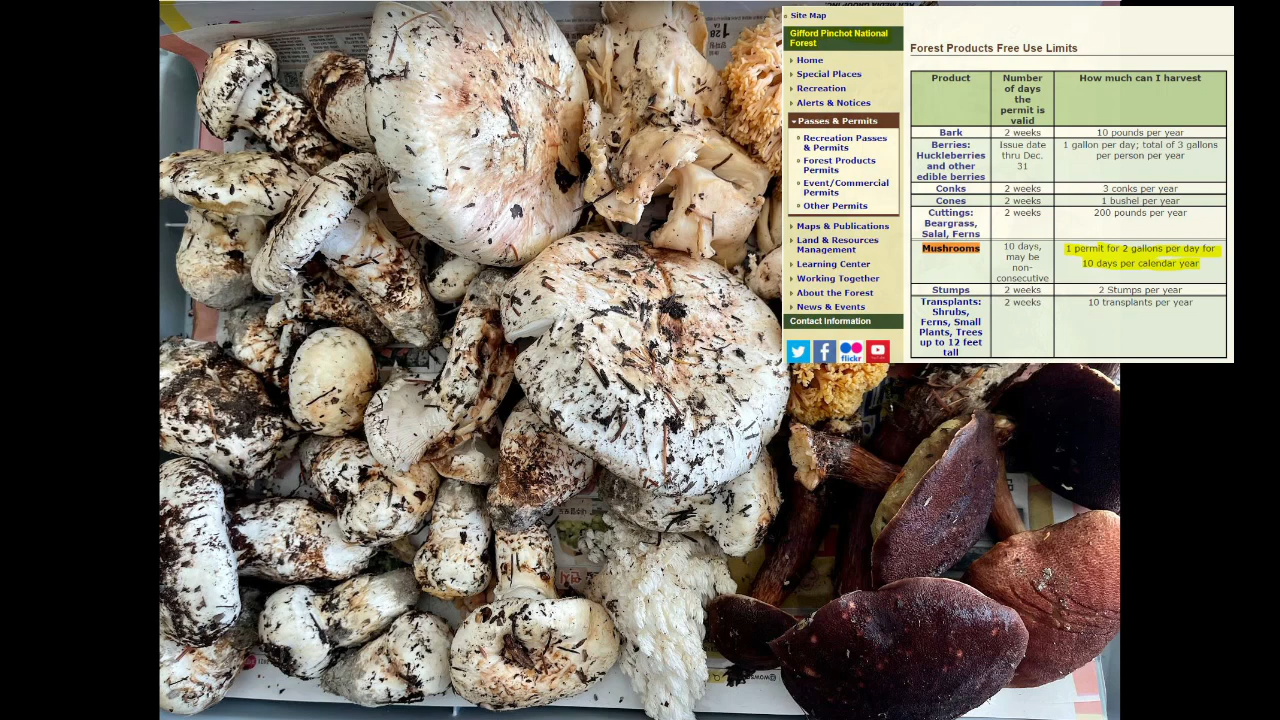 Site Map
Gifford Pinchot National
Forest
Home
Special Places
Recreation
Alerts & Notices
Passes & Permits
Recreation Passes
& Permits
Forest Products
Permits
Event/Commercial
Permits
Other Permits
Maps & Publications
Land & Resources
Management
Learning Center
Working Together
About the Forest
News & Events
Contact Information
flickr
Forest Products Free Use Limits
Product
Number
of days
the
permit is
valid
How much can I harvest
Bark
2 weeks
10 pounds per year
Berries:
Huckleberries
and other
edible berries
Issue date
thru Dec.
31
1 gallon per day; total of 3 gallons
per person per year
Conks
2 weeks
3 conks per year
Cones
2 weeks
1 bushel per year
Cuttings:
Beargrass,
Salal, Ferns
2 weeks
200 pounds per year
Mushrooms
10 days,
may be
non-
consecutive
1 permit for 2 gallons per day for
10 days per calendar year
Stumps
2 weeks
2 Stumps per year
Transplants:
Shrubs,
Ferns, Small
Plants, Trees
up to 12 feet
tall
2 weeks
10 transplants per year